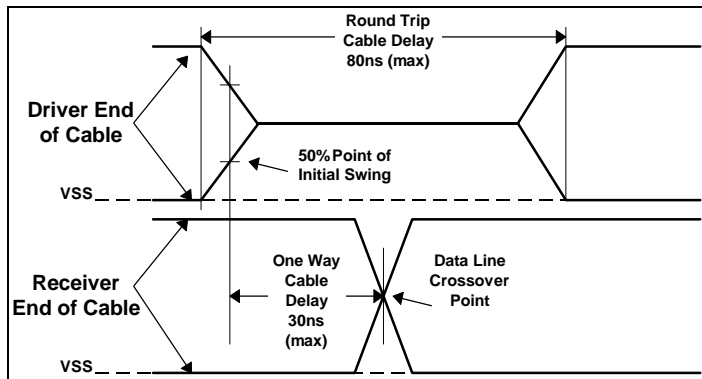 Round Trip
Cable Delay
80ns (max)
Driver End
of Cable
50% Point of
Initial Swing
VSS
One Way
Cable
Delay
30ns
(max)
Data Line
Crossover
Point
Receiver
End of Cable
VSS